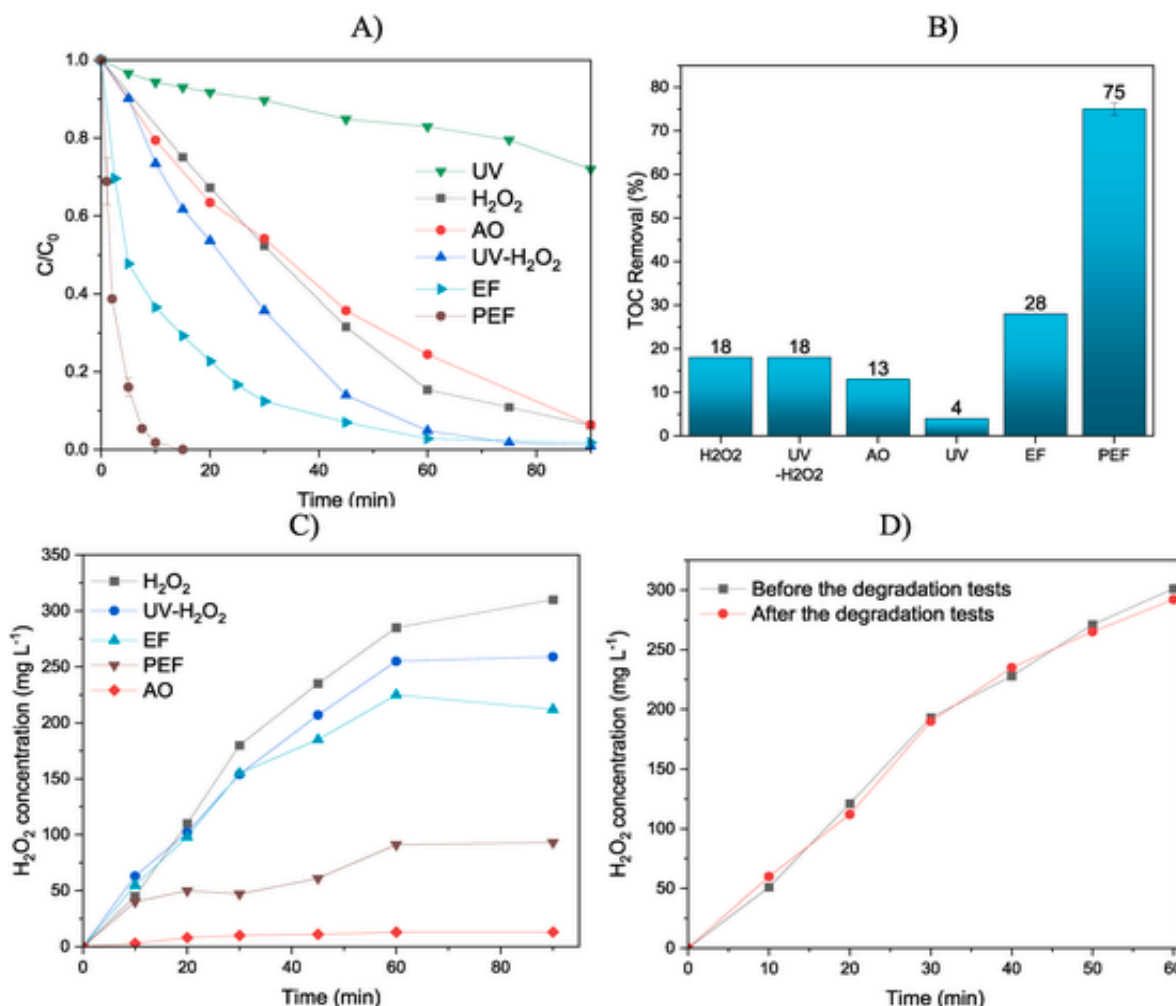 A)
C/C₀
1.0
0.8
0.6
0.4
0.2
0.0
UV
H₂O₂
AO
UV-H₂O₂
EF
PEF
0 20 40 60 80
Time (min)
B)
TOC Removal (%)
80
70
60
50
40
30
20
10
0
18 18 13 4 28 75
H2O2 UV AO UV EF PEF
-H2O2
C)
H₂O₂ concentration (mg L⁻¹)
350
300
250
200
150
100
50
0
H₂O₂
UV-H₂O₂
EF
PEF
AO
0 20 40 60 80
Time (min)
D)
H₂O₂ concentration (mg L⁻¹)
300
250
200
150
100
50
0
Before the degradation tests
After the degradation tests
0 10 20 30 40 50 60
Time (min)